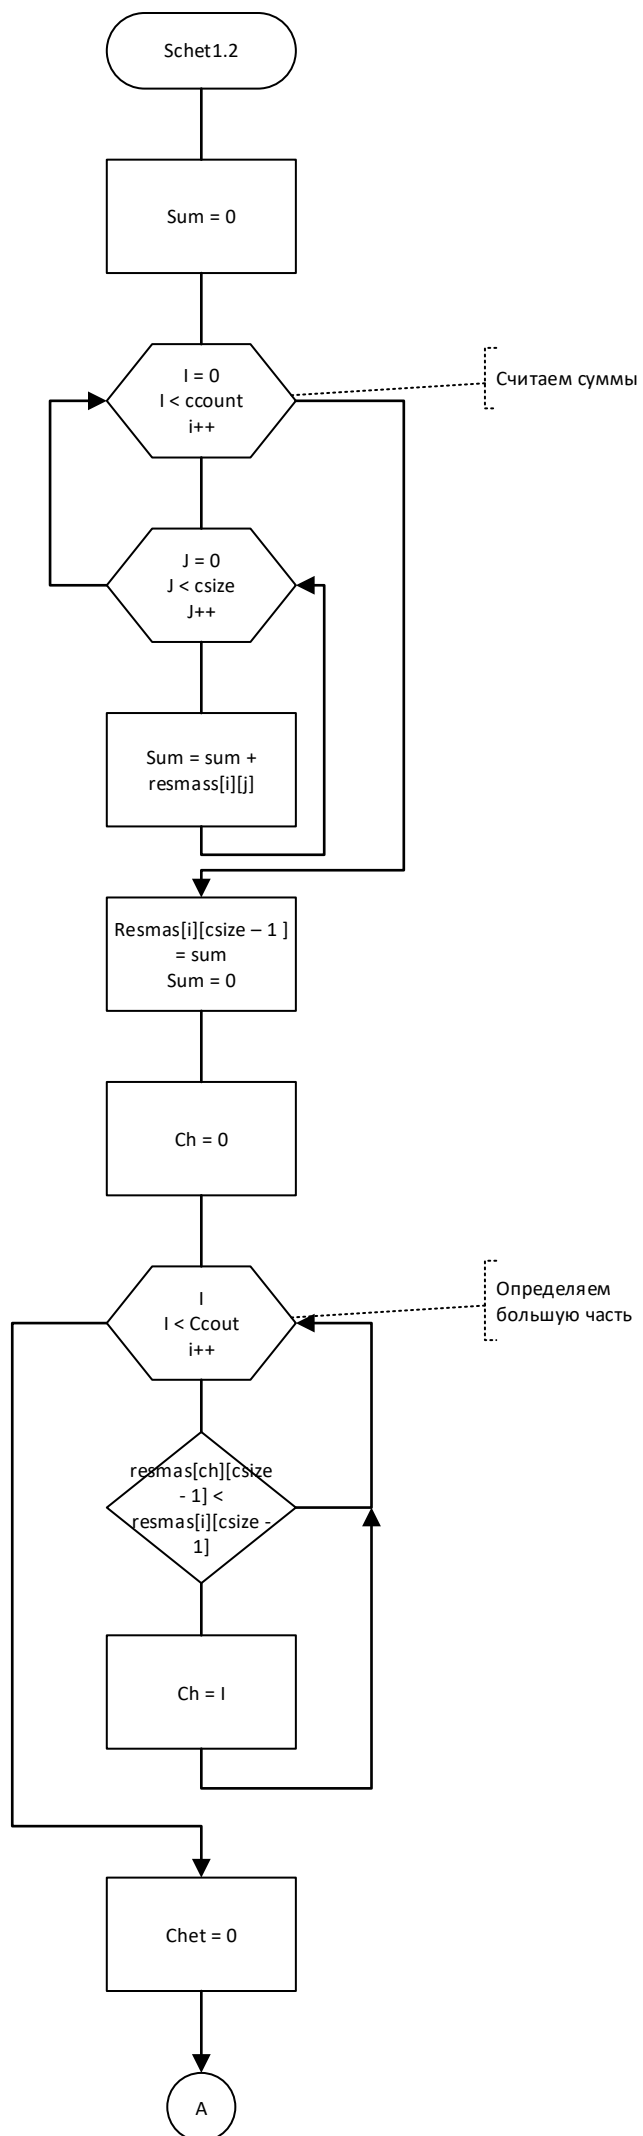 Schet1.2
Sum = 0
I = 0
I < ccount
i++
Считаем суммы
J = 0
J < csize
J++
Sum = sum +
resmass[i][j]
Resmas[i][csize – 1 ]
= sum
Sum = 0
Ch = 0
I
I < Ccout
i++
Определяем
большую часть
resmas[ch][csize
- 1] <
resmas[i][csize -
1]
Ch = I
Chet = 0
A